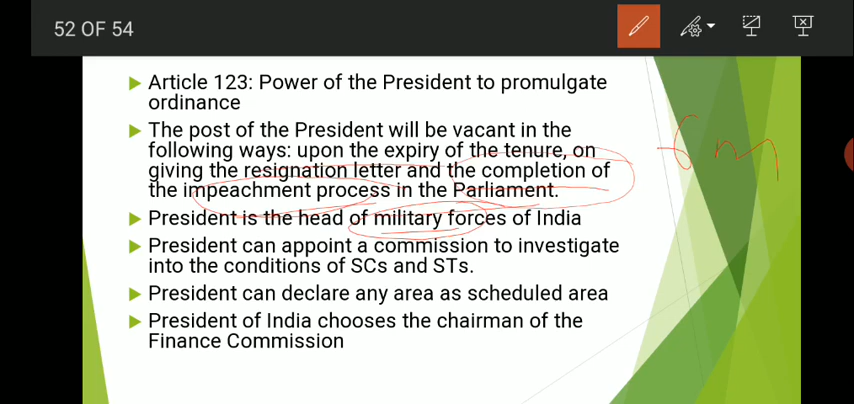 52 OF 54
Article 123: Power of the President to promulgate
ordinance
The post of the President will be vacant in the
following ways: upon the expiry of the tenure, on
giving the resignation letter and the completion of
the impeachment process in the Parliament.
President is the head of military forces of India
President can appoint a commission to investigate
into the conditions of SCs and STs.
President can declare any area as scheduled area
President of India chooses the chairman of the
Finance Commission